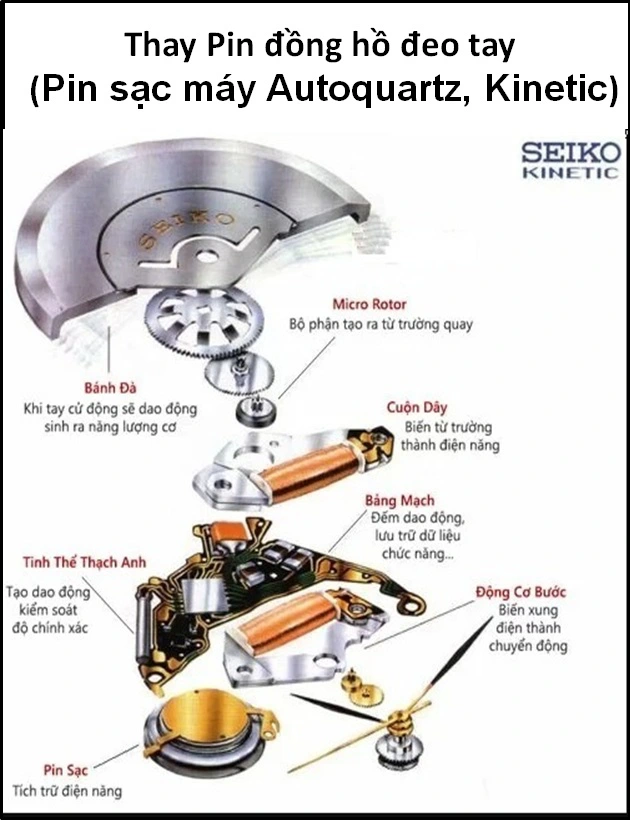 Thay Pin đồng hồ đeo tay
(Pin sạc máy Autoquartz, Kinetic)
SEIKO
KINETIC
SEIKO
Micro Rotor
Bộ phận tạo ra từ trường quay
Bánh Đà
Khi tay cử động sẽ dao động
sinh ra năng lượng cơ
Cuộn Dây
Biến từ trường
thành điện năng
Bảng Mạch
Đếm dao động,
lưu trữ dữ liệu
chức năng...
Tinh Thể Thạch Anh
Tạo dao động
kiểm soát
độ chính xác
Động Cơ Bước
Biến xung
điện thành
chuyển động
Pin Sạc
Tích trữ điện năng